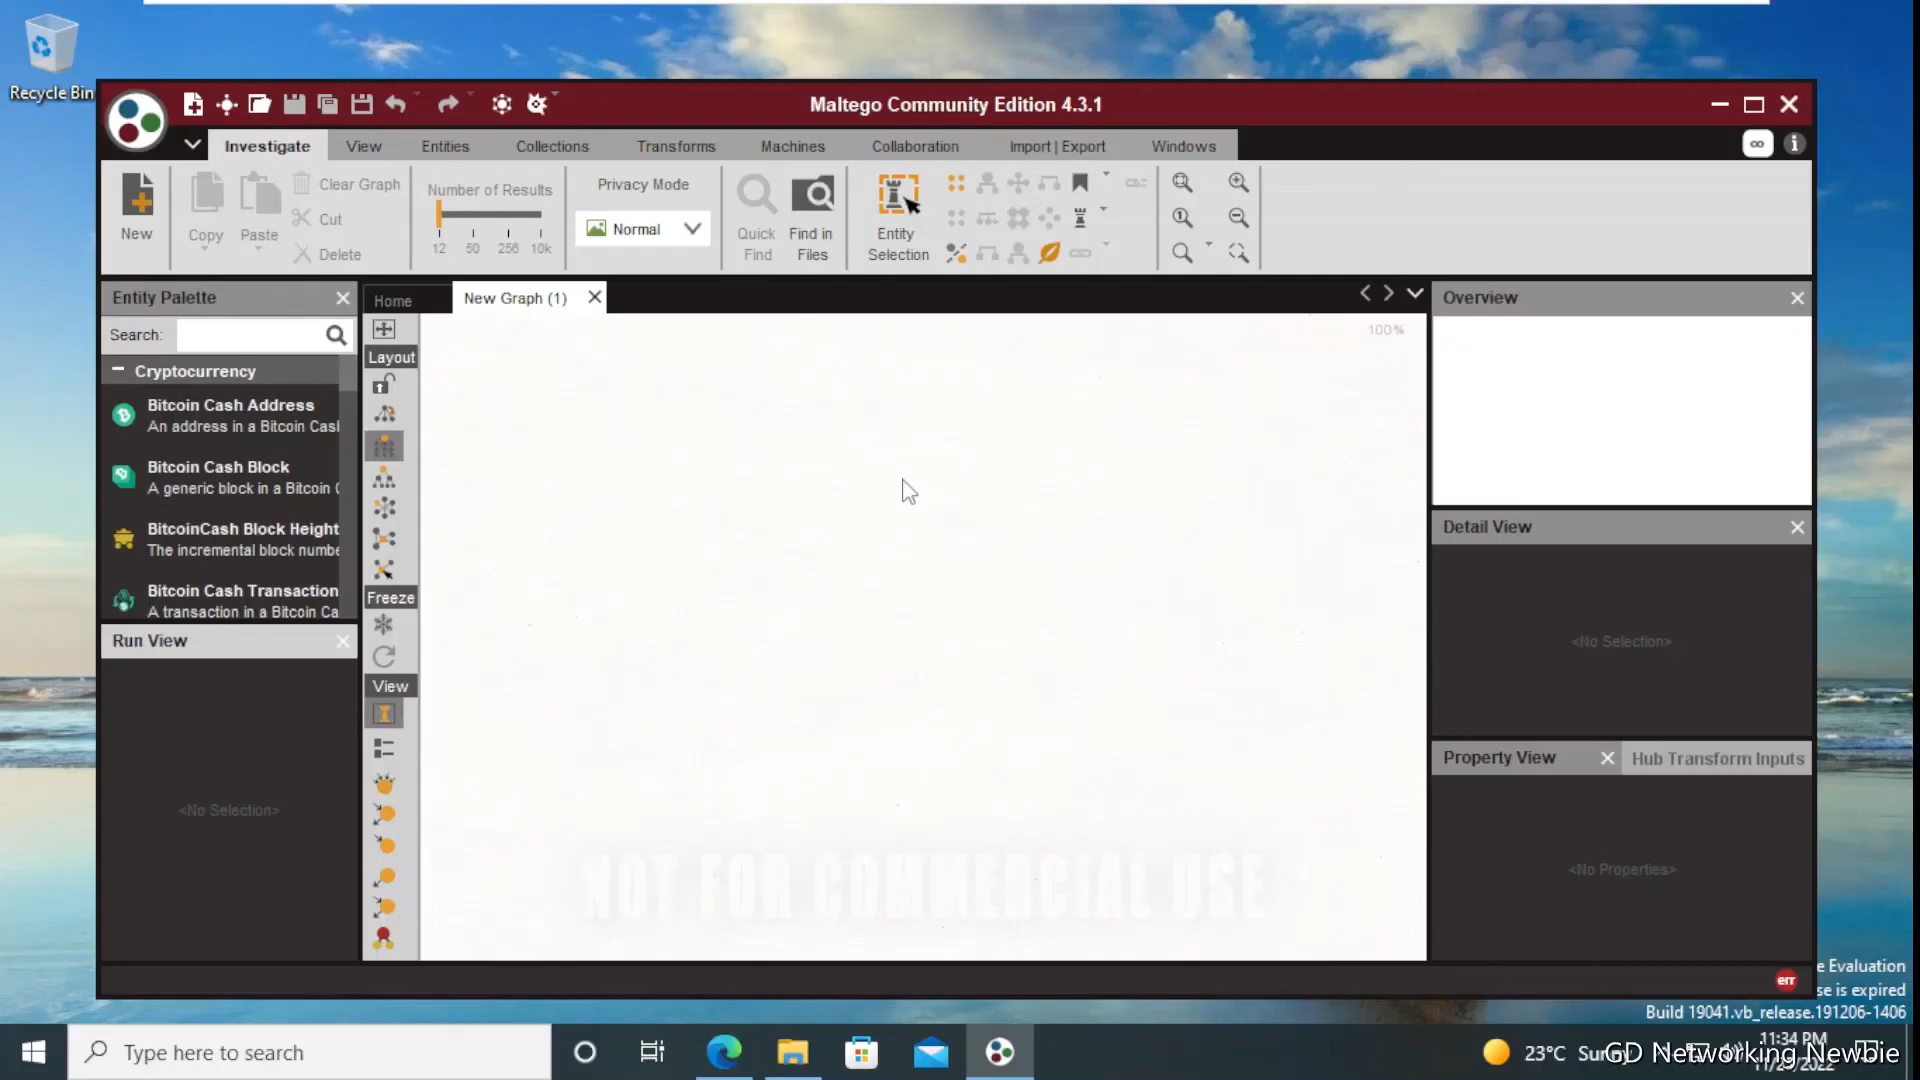 Recycle Bin
Maltego Community Edition 4.3.1
Investigate View Entities Collections Transforms Machines Collaboration Import | Export Windows
New
Copy
Paste
Clear Graph
Cut
Delete
Number of Results
12 50 256 10k
Privacy Mode
Normal
Quick Find
Find in Files
Entity Selection
Entity Palette
Search:
Cryptocurrency
Bitcoin Cash Address
An address in a Bitcoin Cash
Bitcoin Cash Block
A generic block in a Bitcoin
BitcoinCash Block Height
The incremental block numbe
Bitcoin Cash Transaction
A transaction in a Bitcoin Ca
Run View
<No Selection>
Home
New Graph (1)
Layout
Freeze
View
100%
NOT FOR COMMERCIAL USE
Overview
Detail View
<No Selection>
Property View
Hub Transform Inputs
<No Properties>
err
e Evaluation
se is expired
Build 19041.vb_release.191206-1406
Type here to search
23°C
11:34 PM
GD Networking Newbie